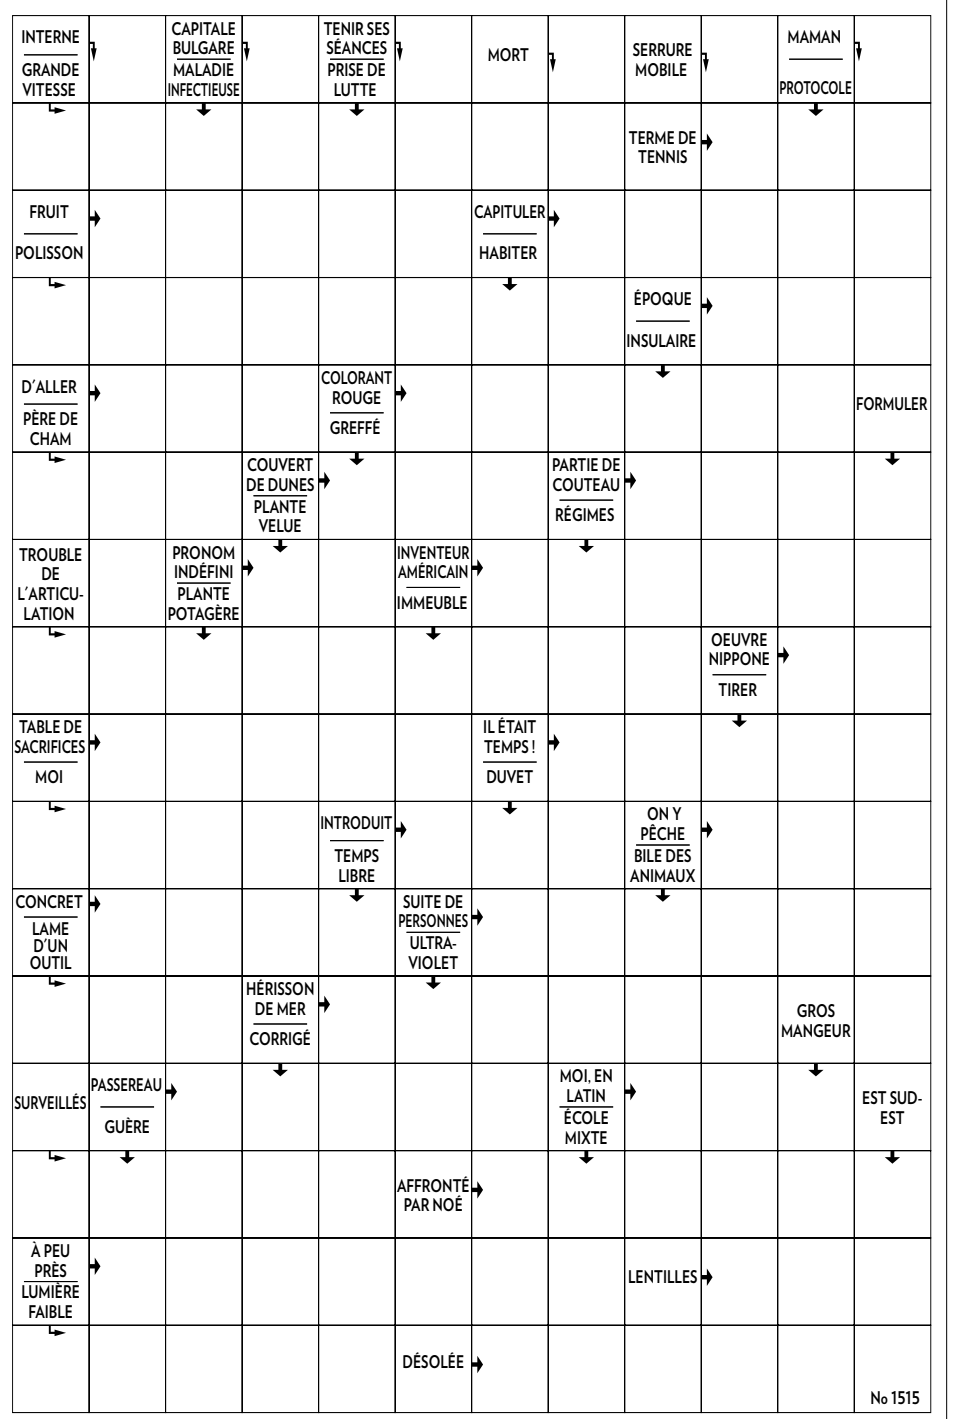 INTERNE
GRANDE
VITESSE
CAPITALE
BULGARE
MALADIE
INFECTIEUSE
TENIR SES
SÉANCES
PRISE DE
LUTTE
MORT
SERRURE
MOBILE
MAMAN
PROTOCOLE
TERME DE
TENNIS
FRUIT
POLISSON
CAPITULER
HABITER
ÉPOQUE
INSULAIRE
D'ALLER
PÈRE DE
CHAM
COLORANT
ROUGE
GREFFÉ
FORMULER
COUVERT
DE DUNES
PLANTE
VELUE
PARTIE DE
COUTEAU
RÉGIMES
TROUBLE
DE
L'ARTICU-
LATION
PRONOM
INDÉFINI
PLANTE
POTAGÈRE
INVENTEUR
AMÉRICAIN
IMMEUBLE
OEUVRE
NIPPONE
TIRER
TABLE DE
SACRIFICES
MOI
IL ÉTAIT
TEMPS !
DUVET
INTRODUIT
TEMPS
LIBRE
ON Y
PÊCHE
BILE DES
ANIMAUX
CONCRET
LAME
D'UN
OUTIL
SUITE DE
PERSONNES
ULTRA-
VIOLET
HÉRISSON
DE MER
CORRIGÉ
GROS
MANGEUR
SURVEILLÉS
PASSEREAU
GUÈRE
MOI, EN
LATIN
ÉCOLE
MIXTE
EST SUD-
EST
AFFRONTÉ
PAR NOÉ
À PEU
PRÈS
LUMIÈRE
FAIBLE
LENTILLES
DÉSOLÉE
No 1515